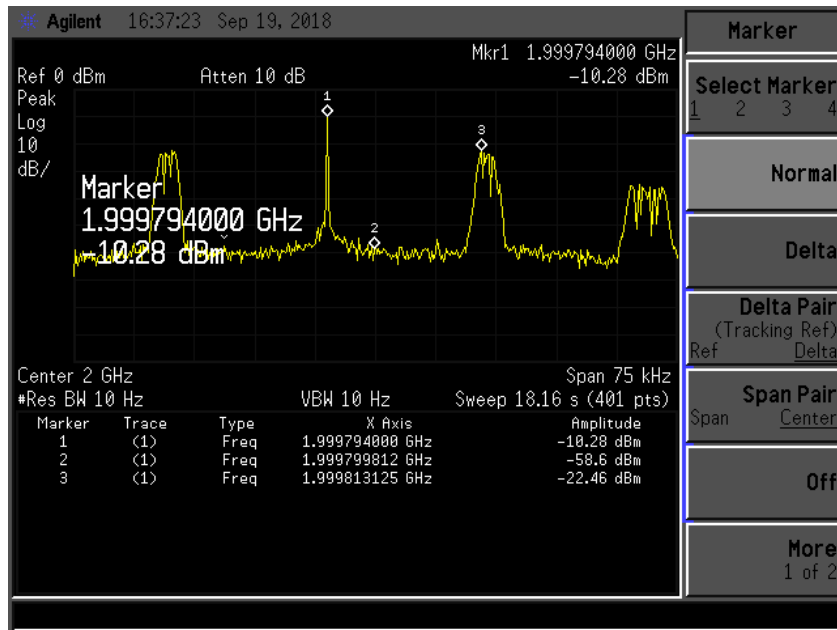 Agilent 16:37:23 Sep 19, 2018
Mkr1 1.999794000 GHz
Ref 0 dBm Atten 10 dB -10.28 dBm
Peak
Log
10
dB/
1
3
2
Marker
1.999794000 GHz
-10.28 dBm
Center 2 GHz Span 75 kHz
#Res BW 10 Hz VBW 10 Hz Sweep 18.16 s (401 pts)
Marker Trace Type X Axis Amplitude
1 (1) Freq 1.999794000 GHz -10.28 dBm
2 (1) Freq 1.999799812 GHz -58.6 dBm
3 (1) Freq 1.999813125 GHz -22.46 dBm
Marker
Select Marker
1 2 3 4
Normal
Delta
Delta Pair
(Tracking Ref)
Ref Delta
Span Pair
Span Center
Off
More
1 of 2